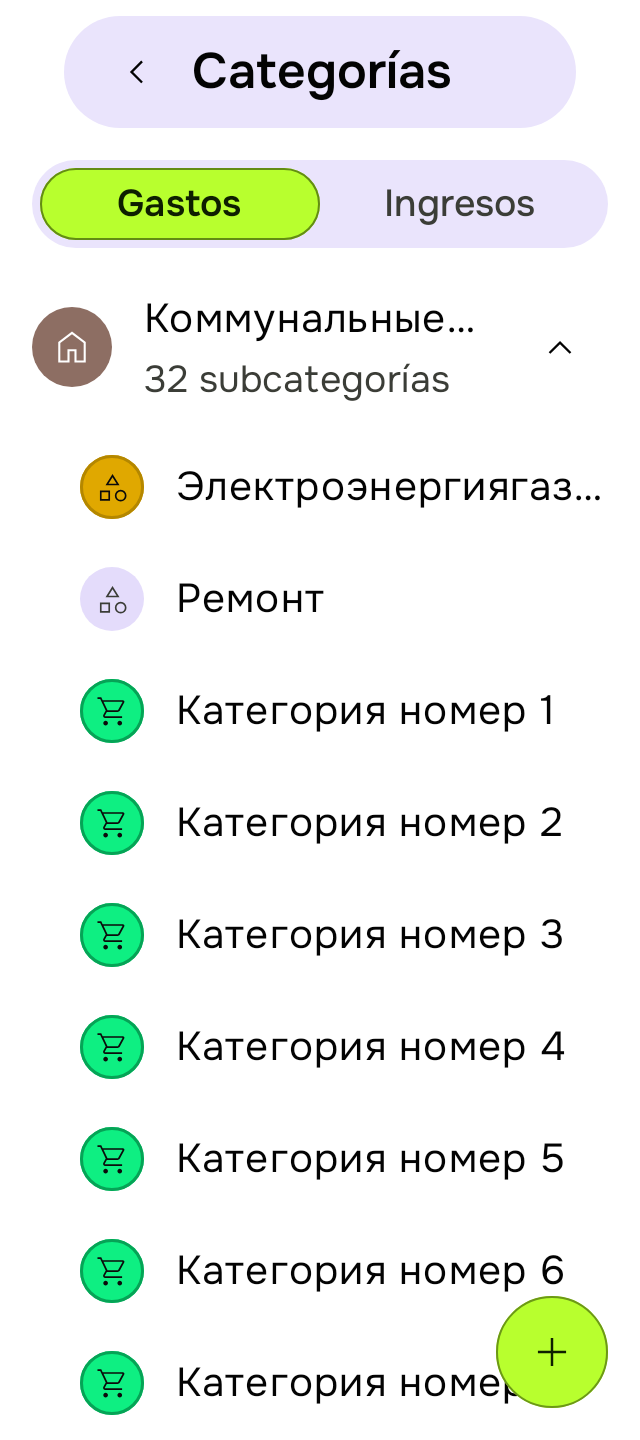 Categorías
Gastos
Ingresos
Коммунальные...
32 subcategorías
Электроэнергиягаз...
Ремонт
Категория номер 1
Категория номер 2
Категория номер 3
Категория номер 4
Категория номер 5
Категория номер 6
Категория номер